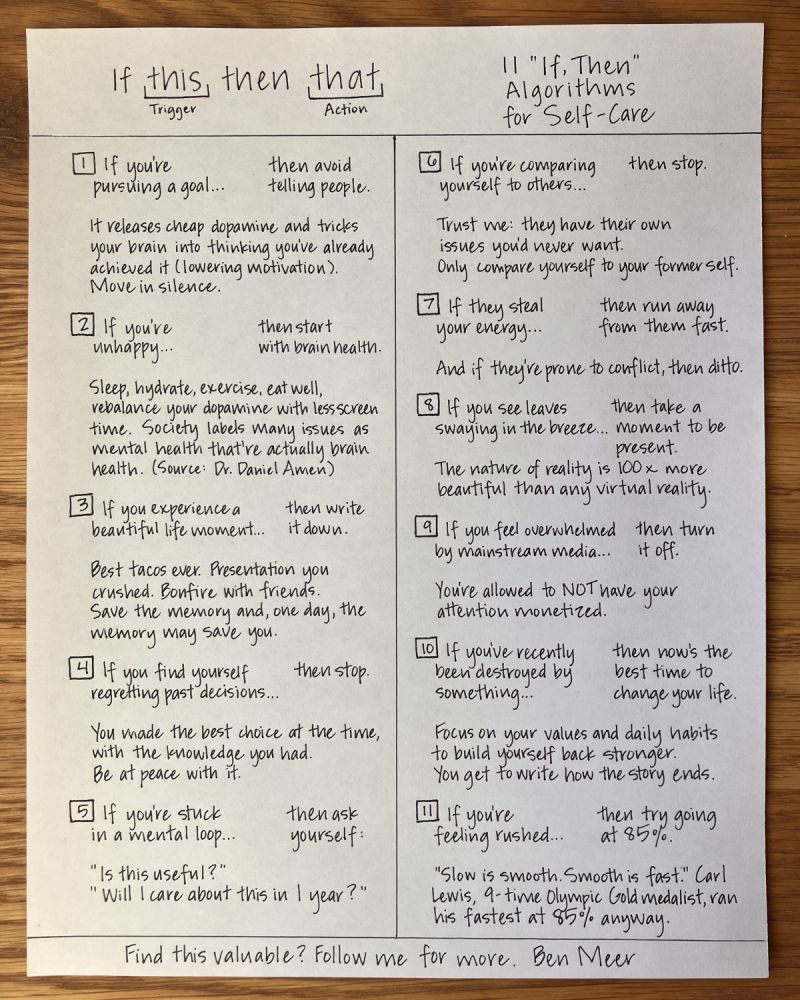 If this, then that
Trigger
Action
11 "If, Then"
Algorithms
for Self-Care
1 If you're then avoid
pursuing a goal... telling people.
It releases cheap dopamine and tricks
your brain into thinking you've already
achieved it (lowering motivation).
Move in silence.
2 If you're then start
unhappy... with brain health.
Sleep, hydrate, exercise, eat well,
rebalance your dopamine with less screen
time. Society labels many issues as
mental health that're actually brain
health. (Source: Dr. Daniel Amen)
3 If you experience a then write
beautiful life moment... it down.
Best tacos ever. Presentation you
crushed. Bonfire with friends.
Save the memory and, one day, the
memory may save you.
4 If you find yourself then stop.
regretting past decisions...
You made the best choice at the time,
with the knowledge you had.
Be at peace with it.
5 If you're stuck then ask
in a mental loop... yourself:
"Is this useful?"
"Will I care about this in 1 year?"
6 If you're comparing then stop.
yourself to others...
Trust me: they have their own
issues you'd never want.
Only compare yourself to your former self.
7 If they steal then run away
your energy... from them fast.
And if they're prone to conflict, then ditto.
8 If you see leaves then take a
swaying in the breeze... moment to be
present.
The nature of reality is 100x more
beautiful than any virtual reality.
9 If you feel overwhelmed then turn
by mainstream media... it off.
You're allowed to NOT have your
attention monetized.
10 If you've recently then now's the
been destroyed by best time to
something... change your life.
Focus on your values and daily habits
to build yourself back stronger.
You get to write how the story ends.
11 If you're then try going
feeling rushed... at 85%.
"Slow is smooth. Smooth is fast." Carl
Lewis, 9-time Olympic Gold medalist, ran
his fastest at 85% anyway.
Find this valuable? Follow me for more. Ben Meer